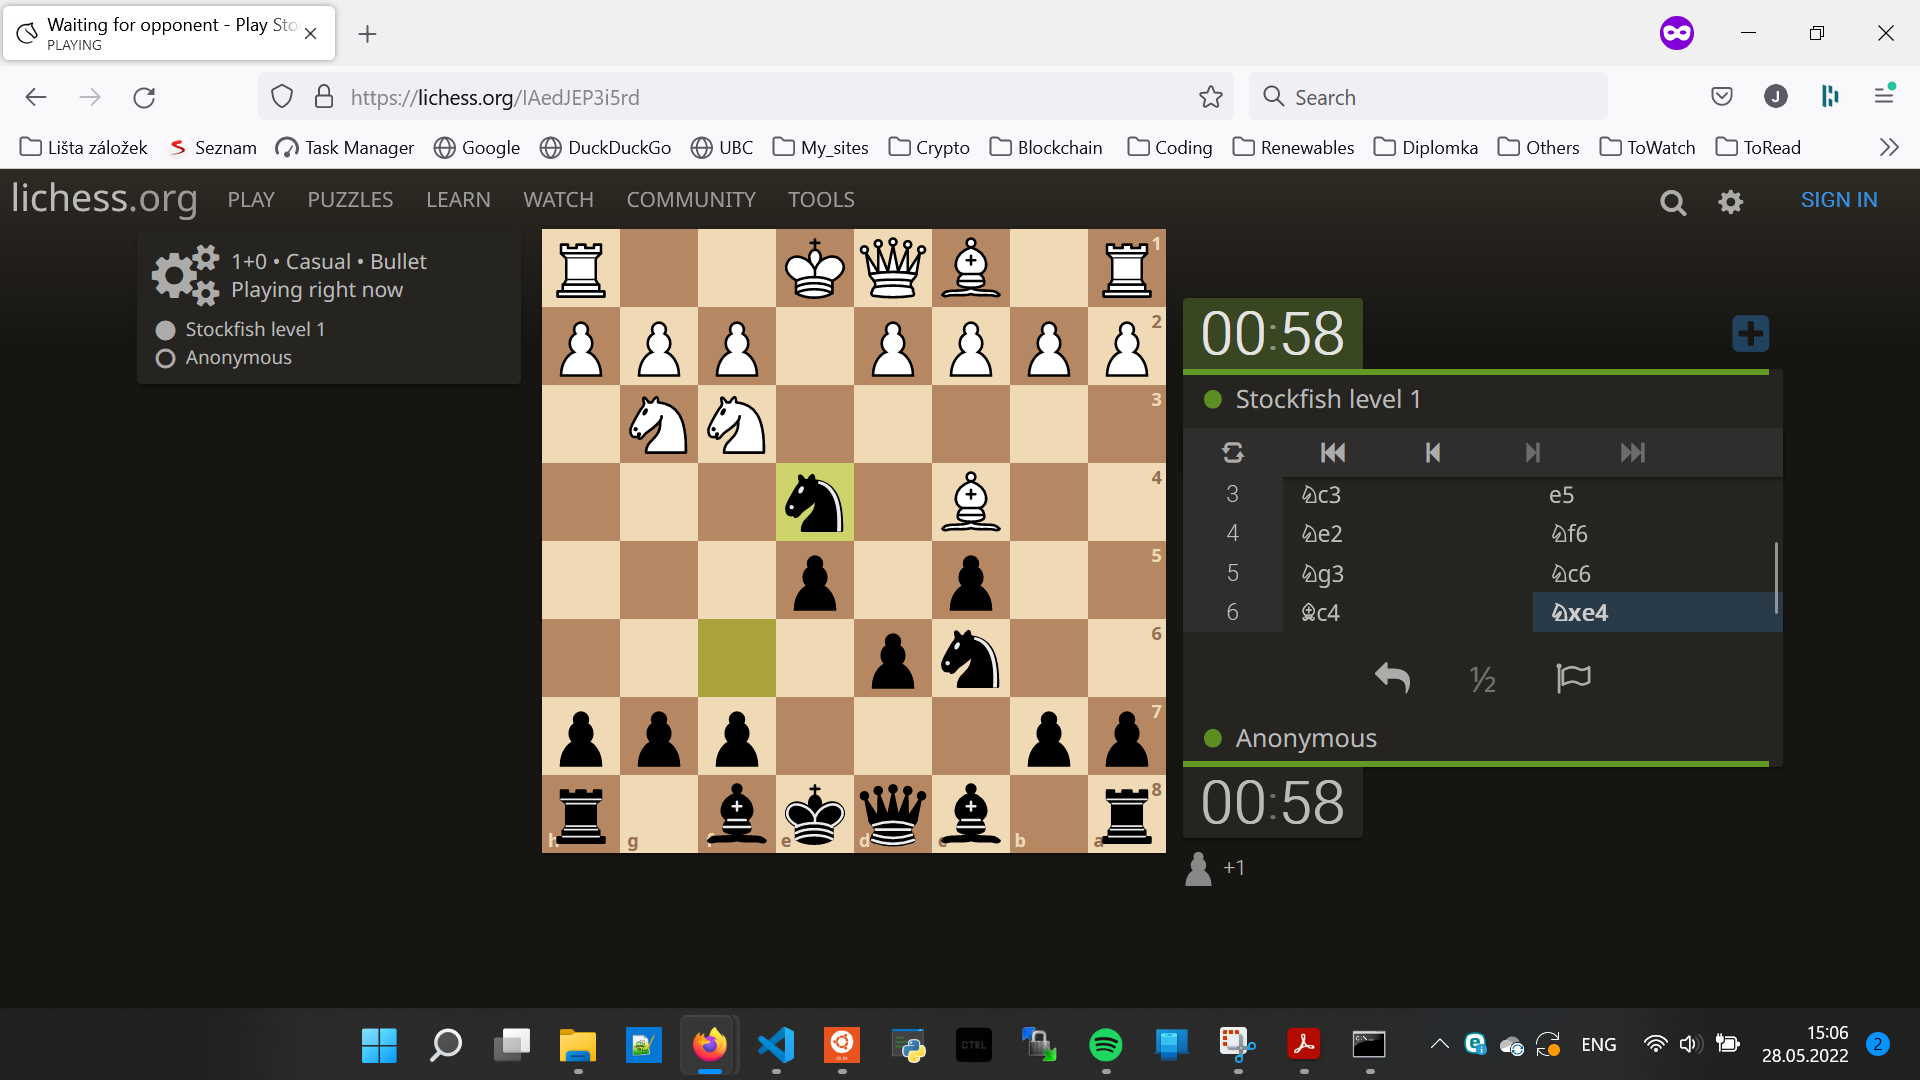 Waiting for opponent - Play Sto
PLAYING
https://lichess.org/IAedJEP3i5rd
Search
Lišta záložek
Seznam
Task Manager
Google
DuckDuckGo
UBC
My_sites
Crypto
Blockchain
Coding
Renewables
Diplomka
Others
ToWatch
ToRead
lichess.org
PLAY
PUZZLES
LEARN
WATCH
COMMUNITY
TOOLS
SIGN IN
1+0 • Casual • Bullet
Playing right now
Stockfish level 1
Anonymous
1
2
3
4
5
6
7
8
h
g
f
e
d
c
b
a
00:58
Stockfish level 1
3 ♘c3 e5
4 ♘e2 ♘f6
5 ♘g3 ♘c6
6 ♗c4 ♘xe4
½
Anonymous
00:58
+1
J
CTRL
ENG
15:06
28.05.2022
2